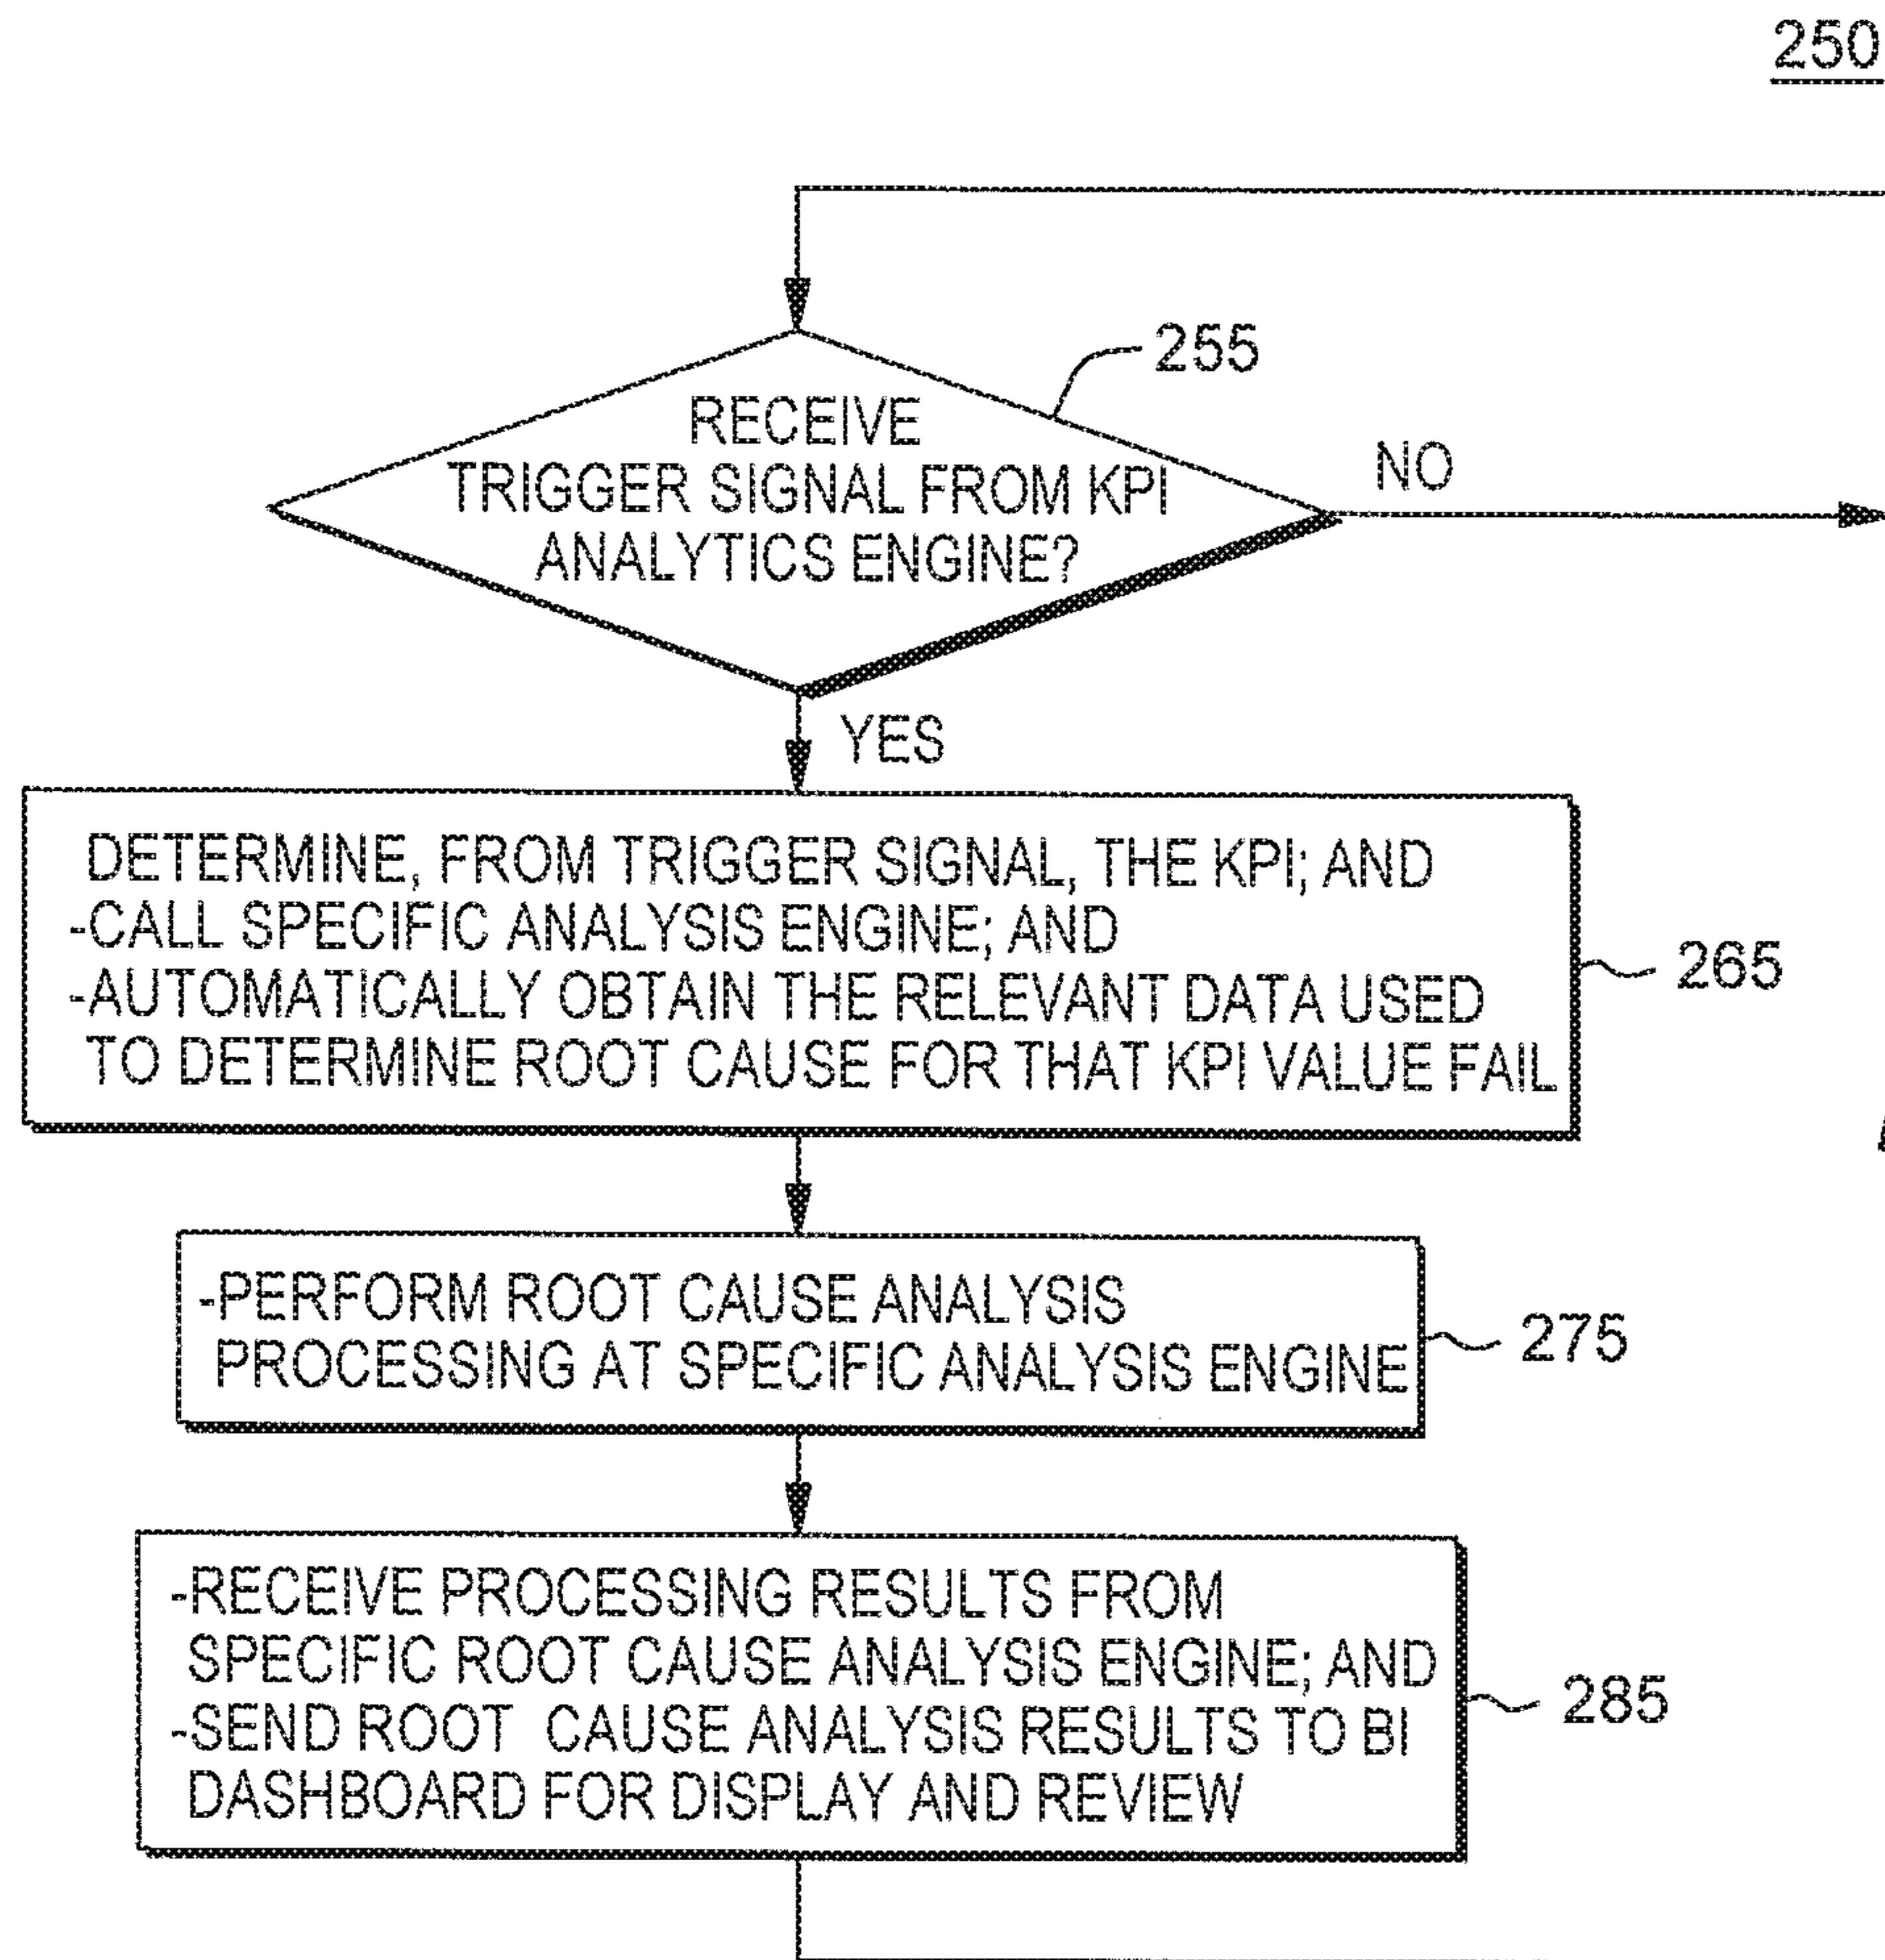 250
255
RECEIVE
TRIGGER SIGNAL FROM KPI
ANALYTICS ENGINE?
NO
YES
DETERMINE, FROM TRIGGER SIGNAL, THE KPI; AND
-CALL SPECIFIC ANALYSIS ENGINE; AND
-AUTOMATICALLY OBTAIN THE RELEVANT DATA USED
TO DETERMINE ROOT CAUSE FOR THAT KPI VALUE FAIL
265
-PERFORM ROOT CAUSE ANALYSIS
PROCESSING AT SPECIFIC ANALYSIS ENGINE
275
-RECEIVE PROCESSING RESULTS FROM
SPECIFIC ROOT CAUSE ANALYSIS ENGINE; AND
-SEND ROOT CAUSE ANALYSIS RESULTS TO BI
DASHBOARD FOR DISPLAY AND REVIEW
285